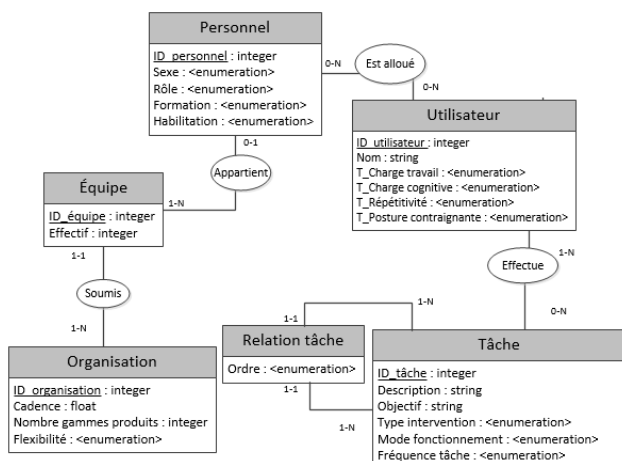 Personnel
ID_personnel : integer
Sexe : <enumeration>
Rôle : <enumeration>
Formation : <enumeration>
Habilitation : <enumeration>
0-N
Est alloué
0-N
Utilisateur
ID_utilisateur : integer
Nom : string
T_Charge travail : <enumeration>
T_Charge cognitive : <enumeration>
T_Répétitivité : <enumeration>
T_Posture contraignante : <enumeration>
0-1
Appartient
1-N
Équipe
ID_équipe : integer
Effectif : integer
1-1
Soumis
1-N
Organisation
ID_organisation : integer
Cadence : float
Nombre gammes produits : integer
Flexibilité : <enumeration>
1-N
Effectue
0-N
1-N
1-1
Relation tâche
Ordre : <enumeration>
1-1
1-N
Tâche
ID_tâche : integer
Description : string
Objectif : string
Type intervention : <enumeration>
Mode fonctionnement : <enumeration>
Fréquence tâche : <enumeration>